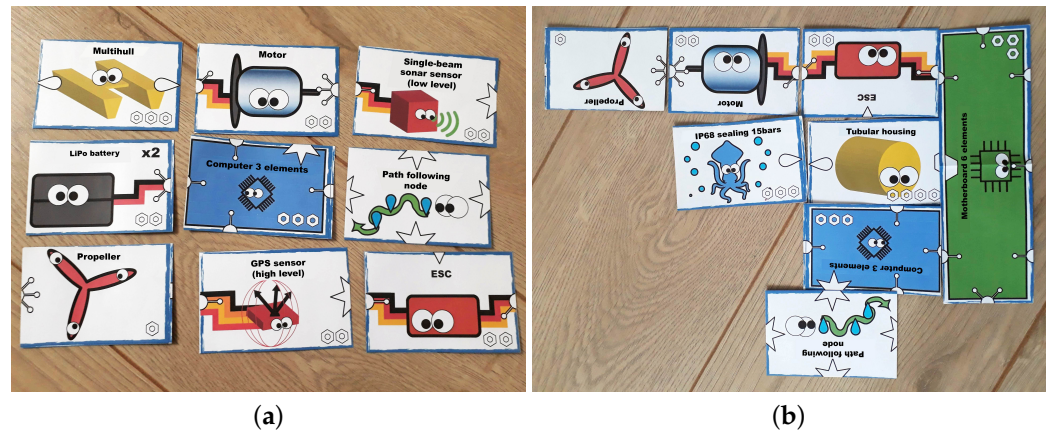 Multihull
Motor
Single-beam
sonar sensor
(low level)
LiPo battery
x2
Computer 3 elements
Path following
node
Propeller
GPS sensor
(high level)
ESC
Propeller
Motor
ESC
Motherboard 6 elements
IP68 sealing 15bars
Tubular housing
Computer 3 elements
Path following
node
(a)
(b)